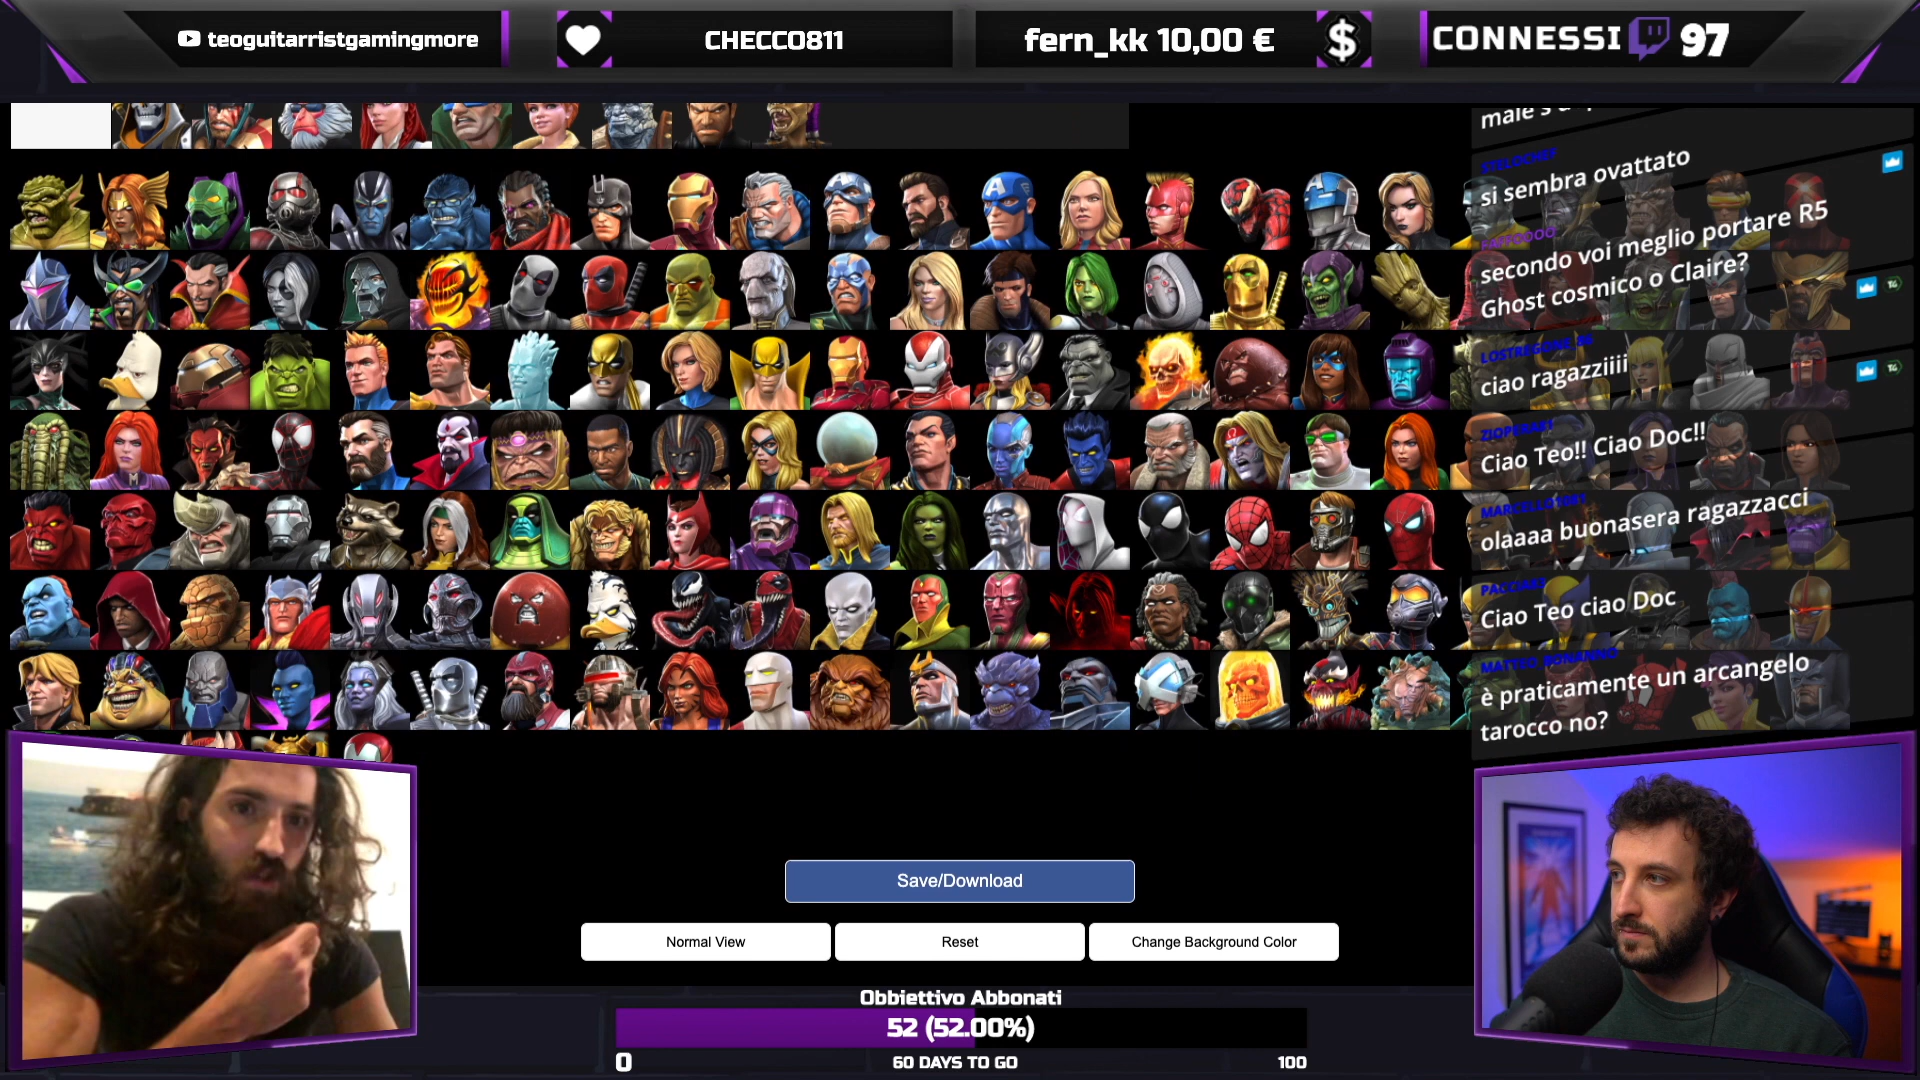 teoguitarristgamingmore
CHECCO811
fern_kk 10,00 €
$
CONNESSI 97
STELOCHEF
si sembra ovattato
secondo voi meglio portare R5
Ghost cosmico o Claire?
ciao ragazziiii
Ciao Teo!! Ciao Doc!!
olaaaa buonasera ragazzacci
Ciao Teo ciao Doc
MATTEO_BONANNO
è praticamente un arcangelo
tarocco no?
Save/Download
Normal View
Reset
Change Background Color
Obbiettivo Abbonati
52 (52.00%)
0
60 DAYS TO GO
100